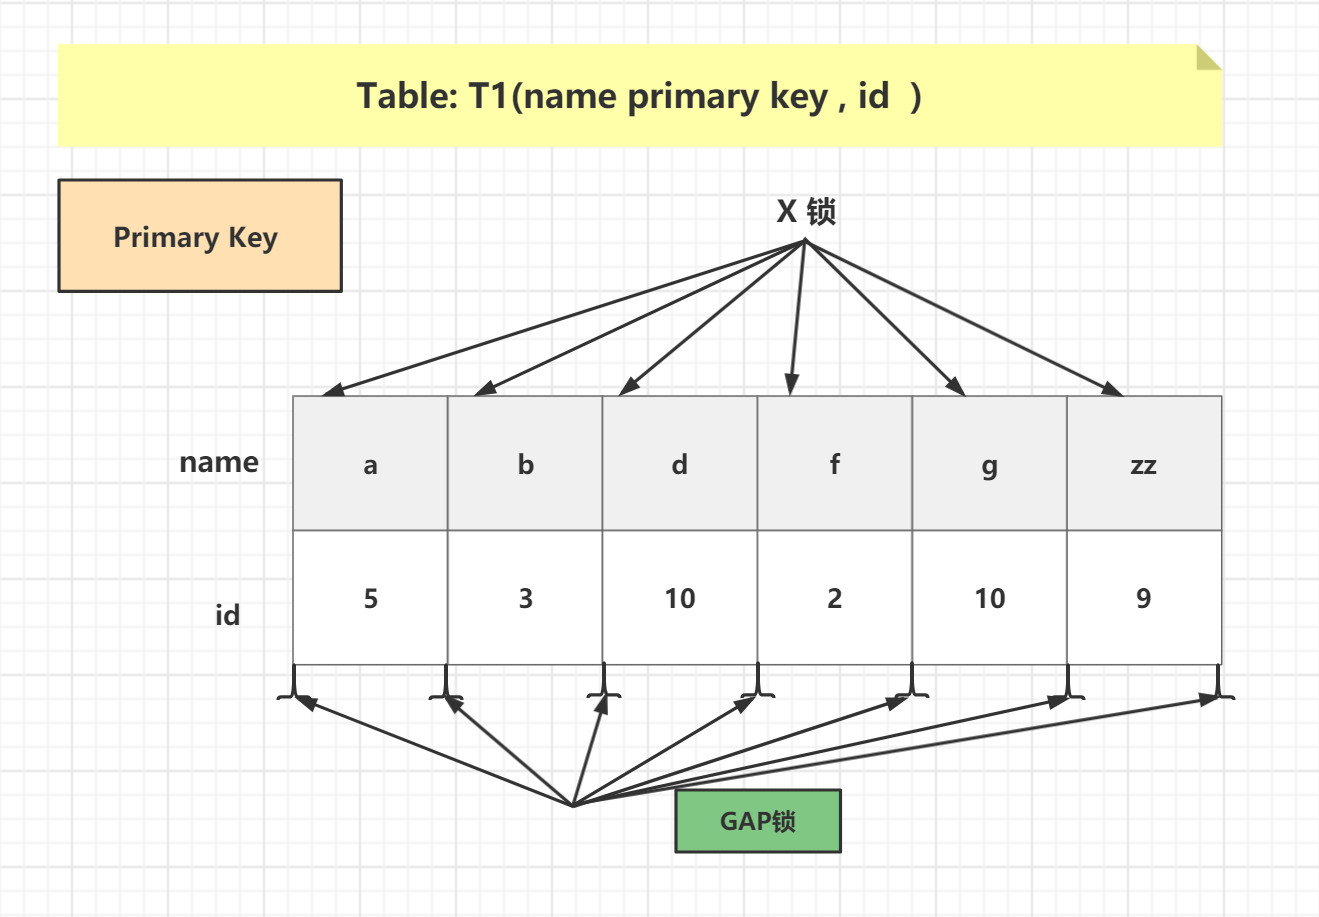 Table: T1(name primary key , id  )
Primary Key
X 锁
name a b d f g zz
id 5 3 10 2 10 9
GAP锁